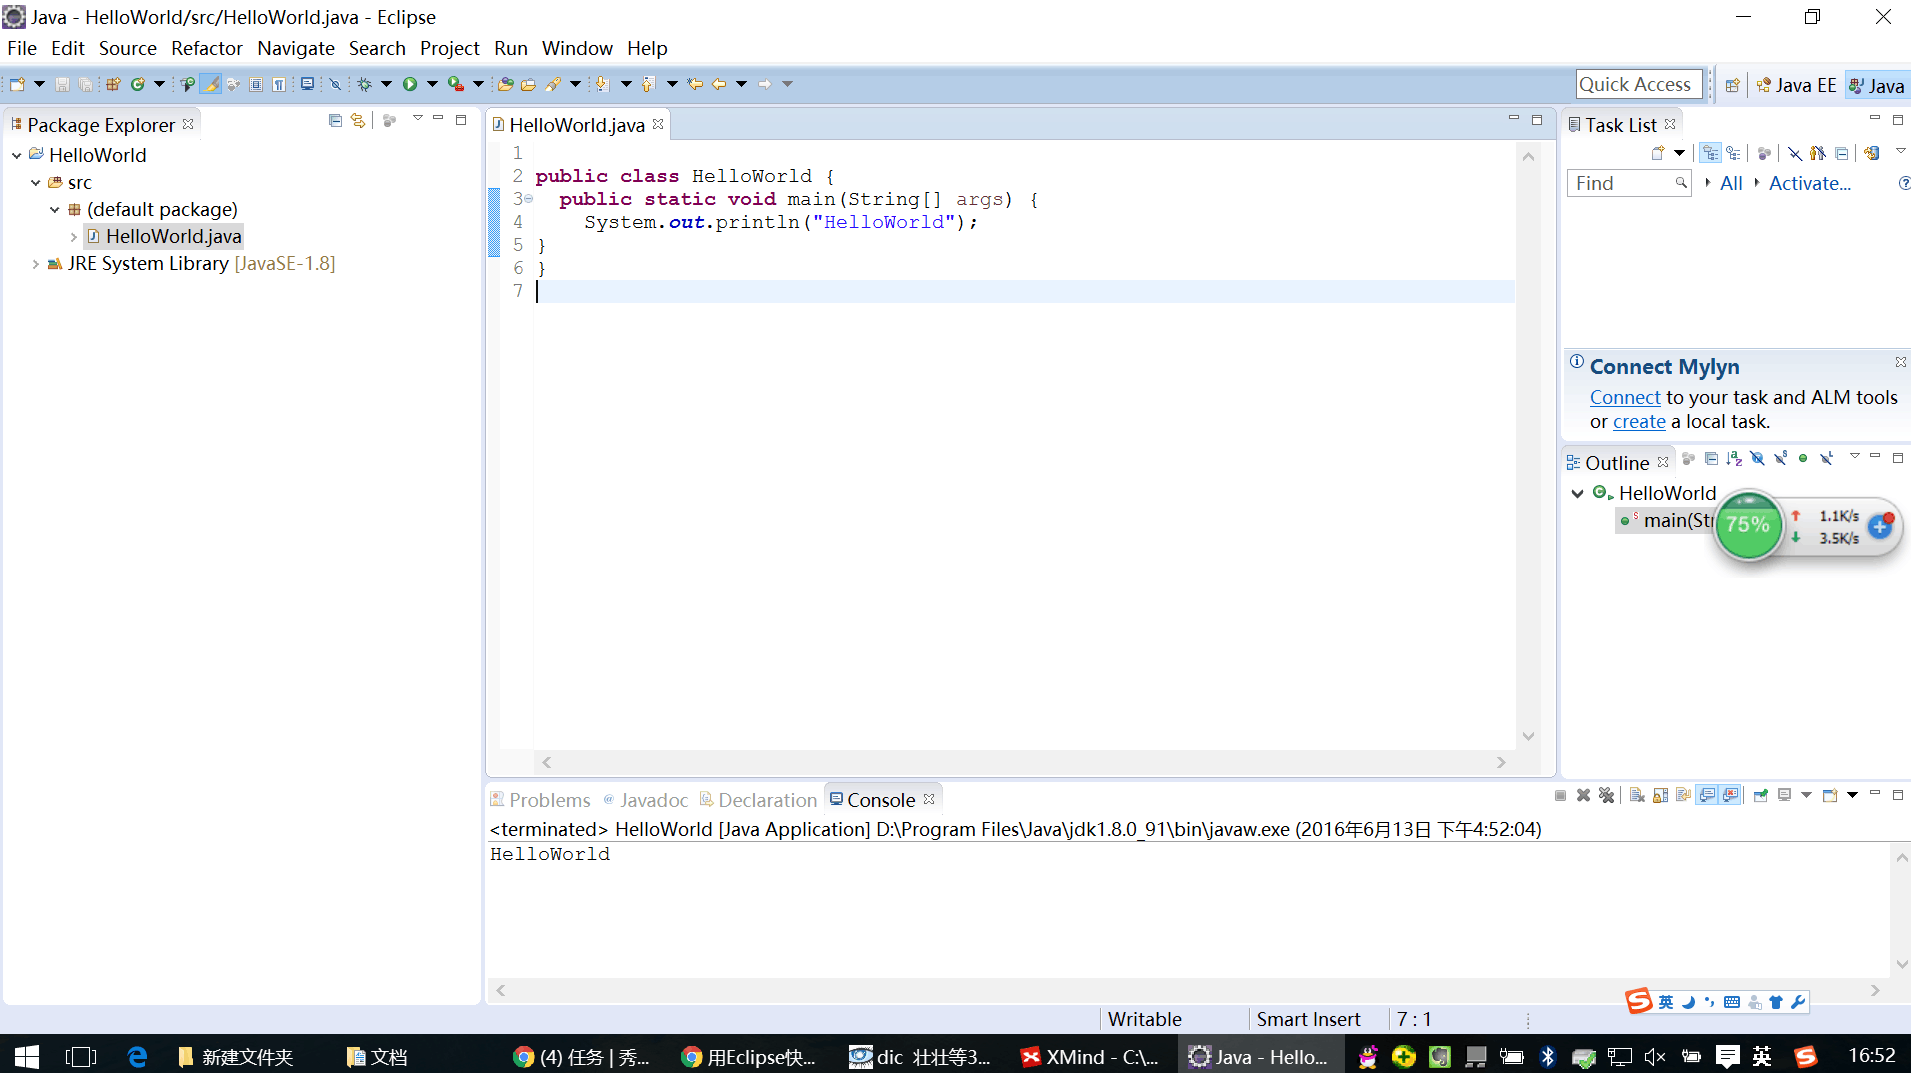 Java - HelloWorld/src/HelloWorld.java - Eclipse
File Edit Source Refactor Navigate Search Project Run Window Help
Quick Access Java EE Java
Package Explorer
HelloWorld
src
(default package)
HelloWorld.java
JRE System Library [JavaSE-1.8]
HelloWorld.java
1
2 public class HelloWorld {
3 public static void main(String[] args) {
4 System.out.println("HelloWorld");
5 }
6 }
7
Task List
Find All Activate...
Connect Mylyn
Connect to your task and ALM tools
or create a local task.
Outline
HelloWorld
main(Str
75% 1.1K/s
3.5K/s
Problems Javadoc Declaration Console
<terminated> HelloWorld [Java Application] D:\Program Files\Java\jdk1.8.0_91\bin\javaw.exe (2016年6月13日 下午4:52:04)
HelloWorld
英
Writable Smart Insert 7 : 1
新建文件夹 文档 (4) 任务 | 秀... 用Eclipse快... dic 壮壮等3... XMind - C:\... Java - Hello... 英 16:52